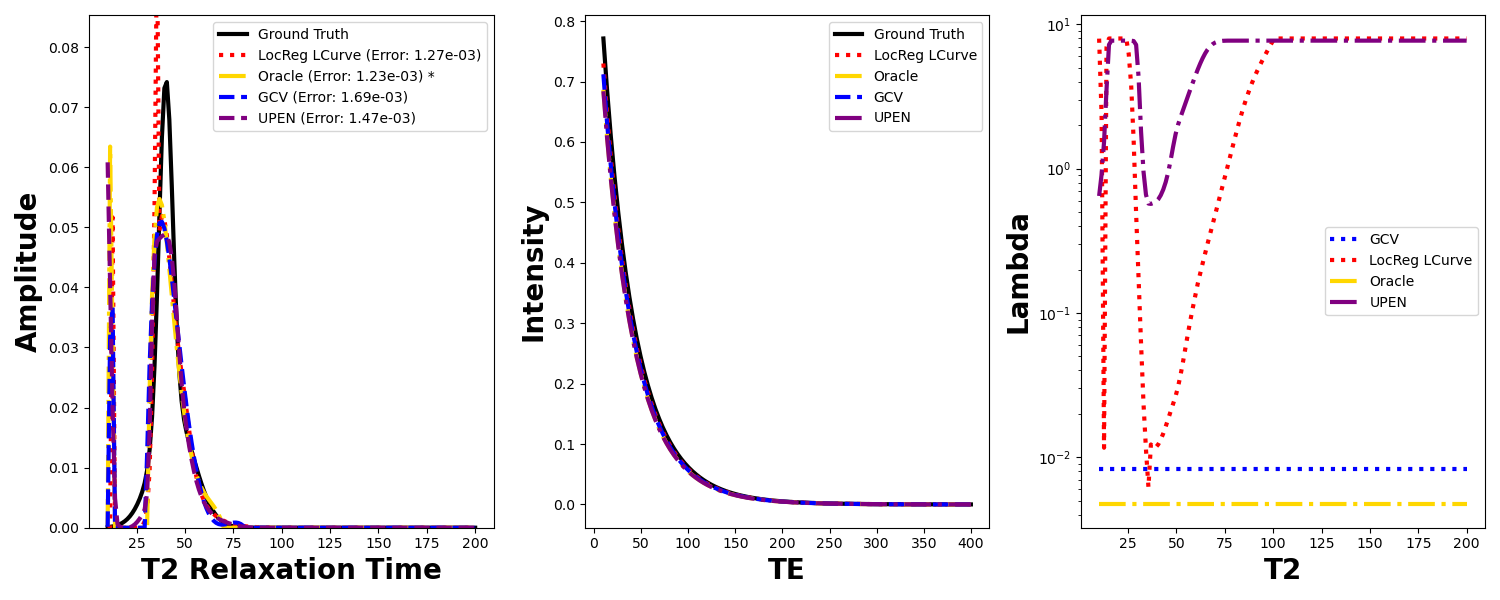 Amplitude
0.08
0.07
0.06
0.05
0.04
0.03
0.02
0.01
0.00
Ground Truth
LocReg LCurve (Error: 1.27e-03)
Oracle (Error: 1.23e-03) *
GCV (Error: 1.69e-03)
UPEN (Error: 1.47e-03)
25 50 75 100 125 150 175 200
T2 Relaxation Time
Intensity
0.8
0.7
0.6
0.5
0.4
0.3
0.2
0.1
0.0
Ground Truth
LocReg LCurve
Oracle
GCV
UPEN
0 50 100 150 200 250 300 350 400
TE
Lambda
10¹
10⁰
10⁻¹
10⁻²
GCV
LocReg LCurve
Oracle
UPEN
25 50 75 100 125 150 175 200
T2